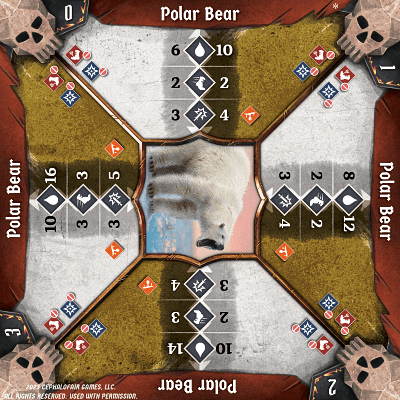 0
Polar Bear
*
6 10
2 2
3 4
1
Polar Bear
8 12
2 2
3 4
2
Polar Bear
10 14
2 3
3 4
3
Polar Bear
10 16
3 3
3 5
2023 CEPHOLOFAIR GAMES, LLC.
ALL RIGHTS RESERVED. USED WITH PERMISSION.